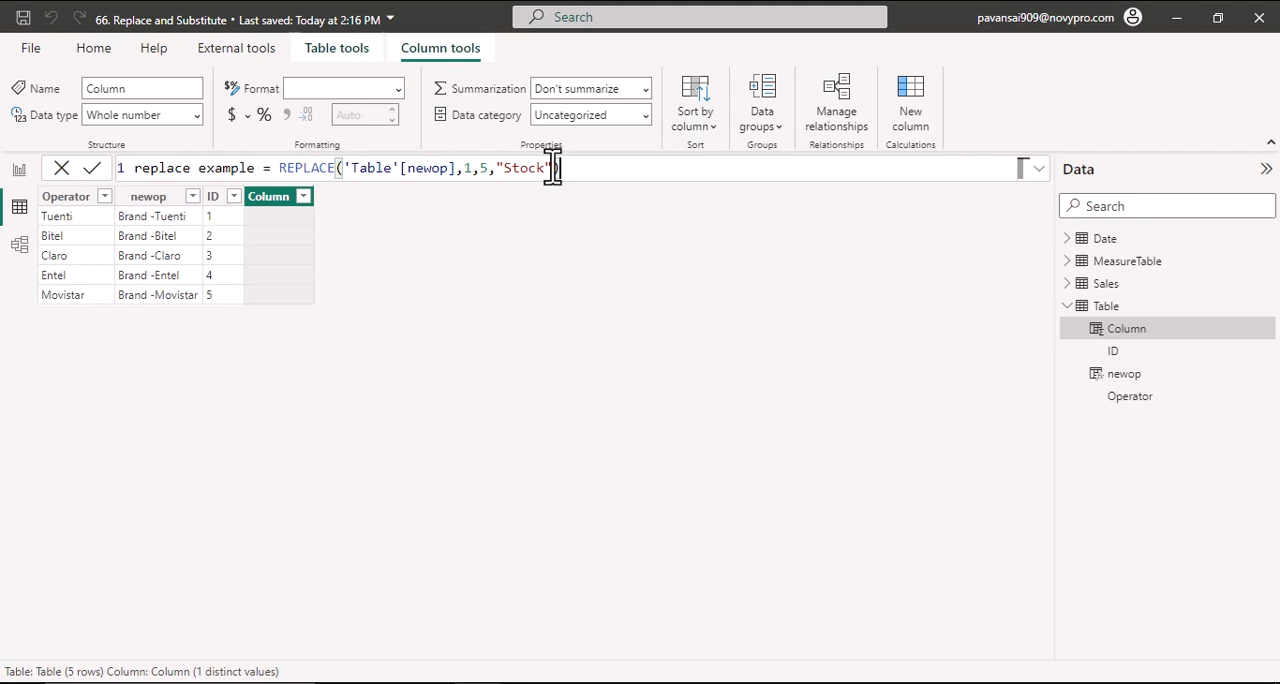 66. Replace and Substitute • Last saved: Today at 2:16 PM
Search
pavansai909@novypro.com
File
Home
Help
External tools
Table tools
Column tools
Name
Column
Data type
Whole number
Structure
Format
$
%
Auto
Formatting
Summarization
Don't summarize
Data category
Uncategorized
Properties
Sort by
column
Sort
Data
groups
Groups
Manage
relationships
Relationships
New
column
Calculations
1 replace example = REPLACE('Table'[newop],1,5,"Stock")
Operator newop ID Column
Tuenti Brand -Tuenti 1
Bitel Brand -Bitel 2
Claro Brand -Claro 3
Entel Brand -Entel 4
Movistar Brand -Movistar 5
Data
Search
Date
MeasureTable
Sales
Table
Column
ID
newop
Operator
Table: Table (5 rows) Column: Column (1 distinct values)